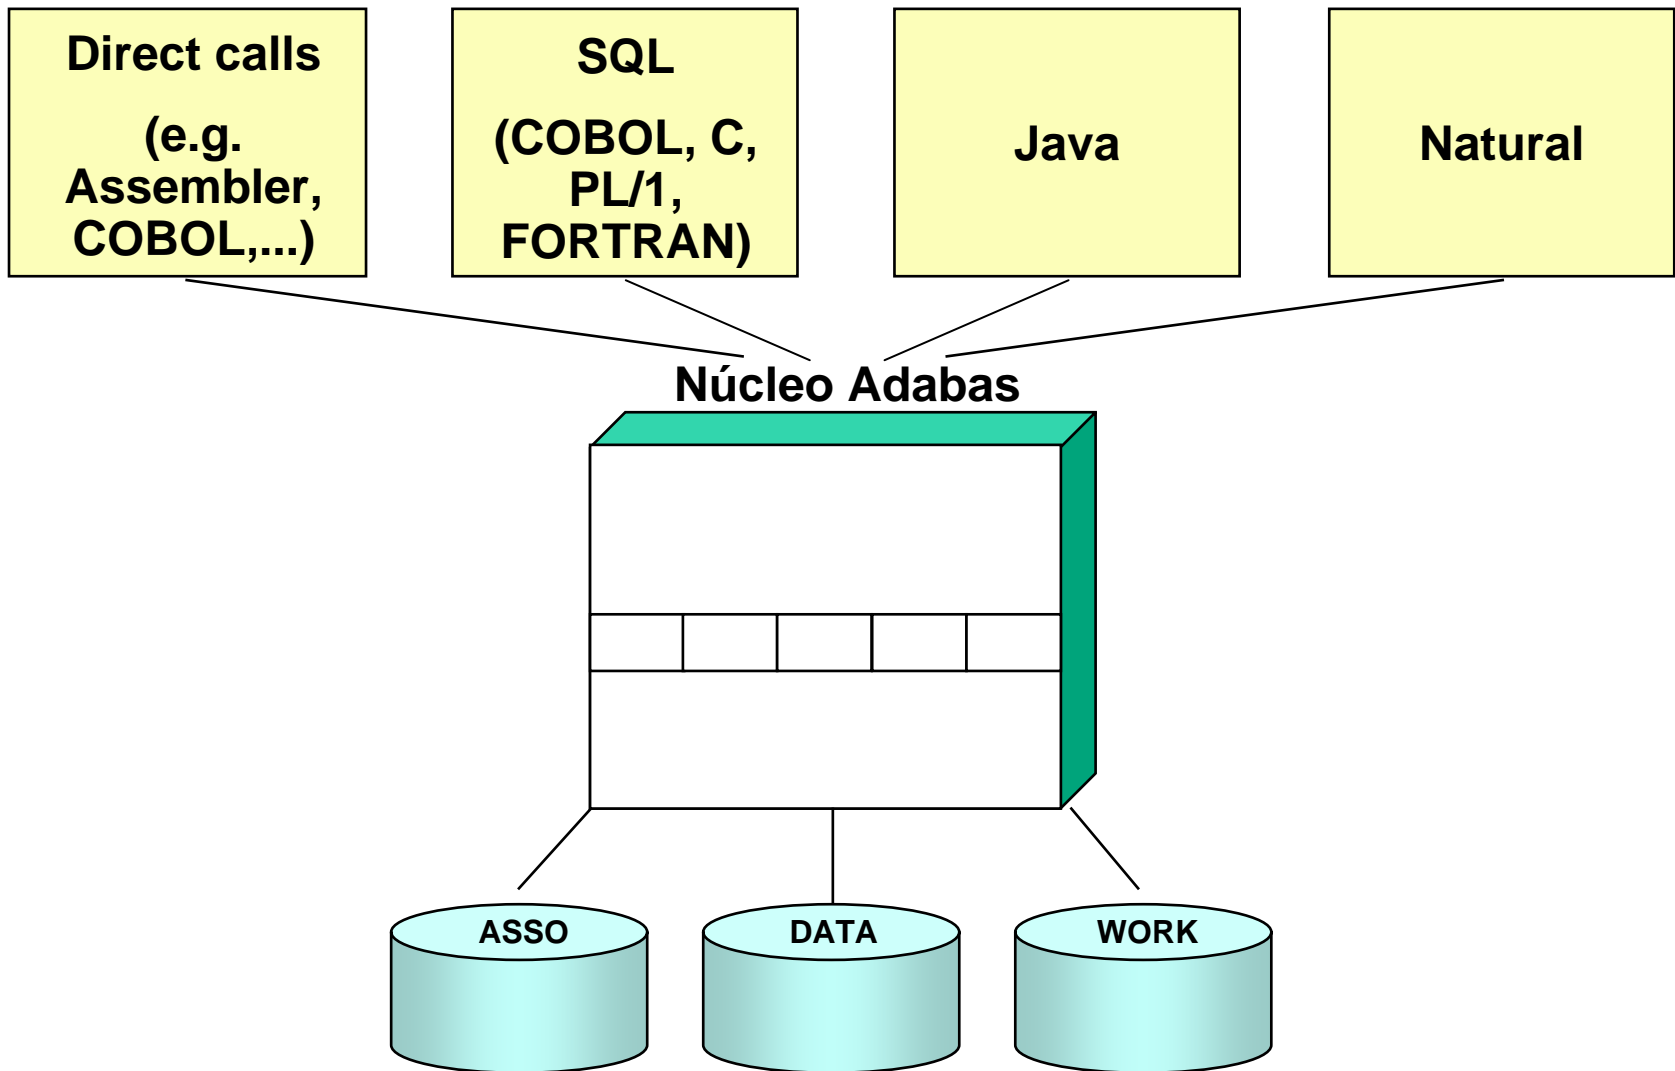 Direct calls
(e.g.
Assembler,
COBOL,...)
SQL
(COBOL, C,
PL/1,
FORTRAN)
Java
Natural
Núcleo Adabas
ASSO
DATA
WORK